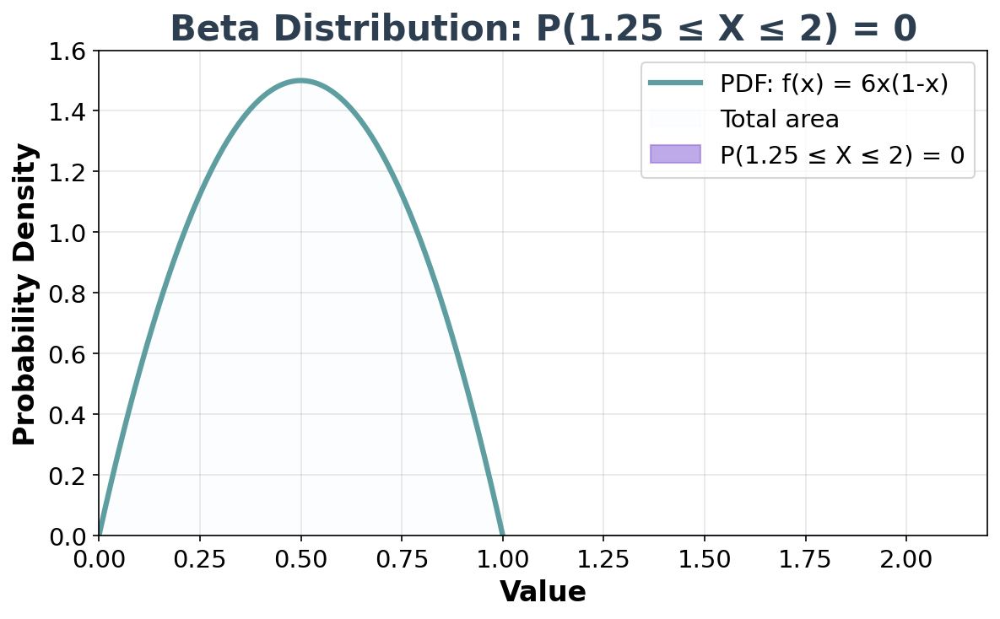 Beta Distribution: P(1.25 ≤ X ≤ 2) = 0
PDF: f(x) = 6x(1-x)
Total area
P(1.25 ≤ X ≤ 2) = 0
Probability Density
1.6
1.4
1.2
1.0
0.8
0.6
0.4
0.2
0.0
0.00 0.25 0.50 0.75 1.00 1.25 1.50 1.75 2.00
Value